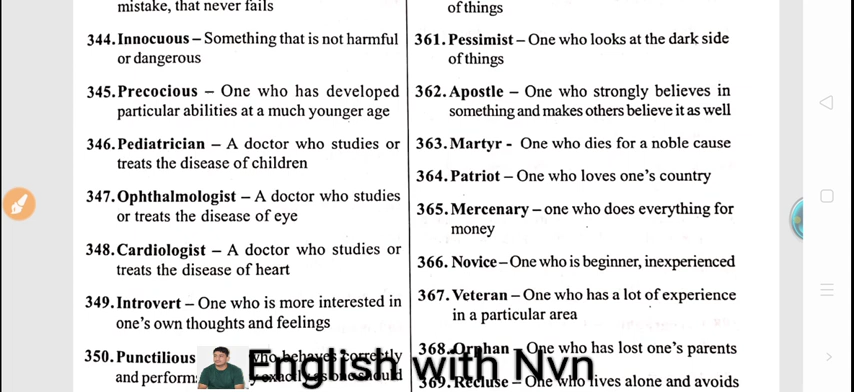 mistake, that never fails
344. Innocuous – Something that is not harmful
or dangerous
345. Precocious – One who has developed
particular abilities at a much younger age
346. Pediatrician – A doctor who studies or
treats the disease of children
347. Ophthalmologist – A doctor who studies
or treats the disease of eye
348. Cardiologist – A doctor who studies or
treats the disease of heart
349. Introvert – One who is more interested in
one's own thoughts and feelings
350. Punctilious who behaves correctly
and perform exactly as one should
of things
361. Pessimist – One who looks at the dark side
of things
362. Apostle – One who strongly believes in
something and makes others believe it as well
363. Martyr - One who dies for a noble cause
364. Patriot – One who loves one's country
365. Mercenary – one who does everything for
money
366. Novice – One who is beginner, inexperienced
367. Veteran – One who has a lot of experience
in a particular area
368. Orphan – One who has lost one's parents
369. Recluse – One who lives alone and avoids
English with Nvn